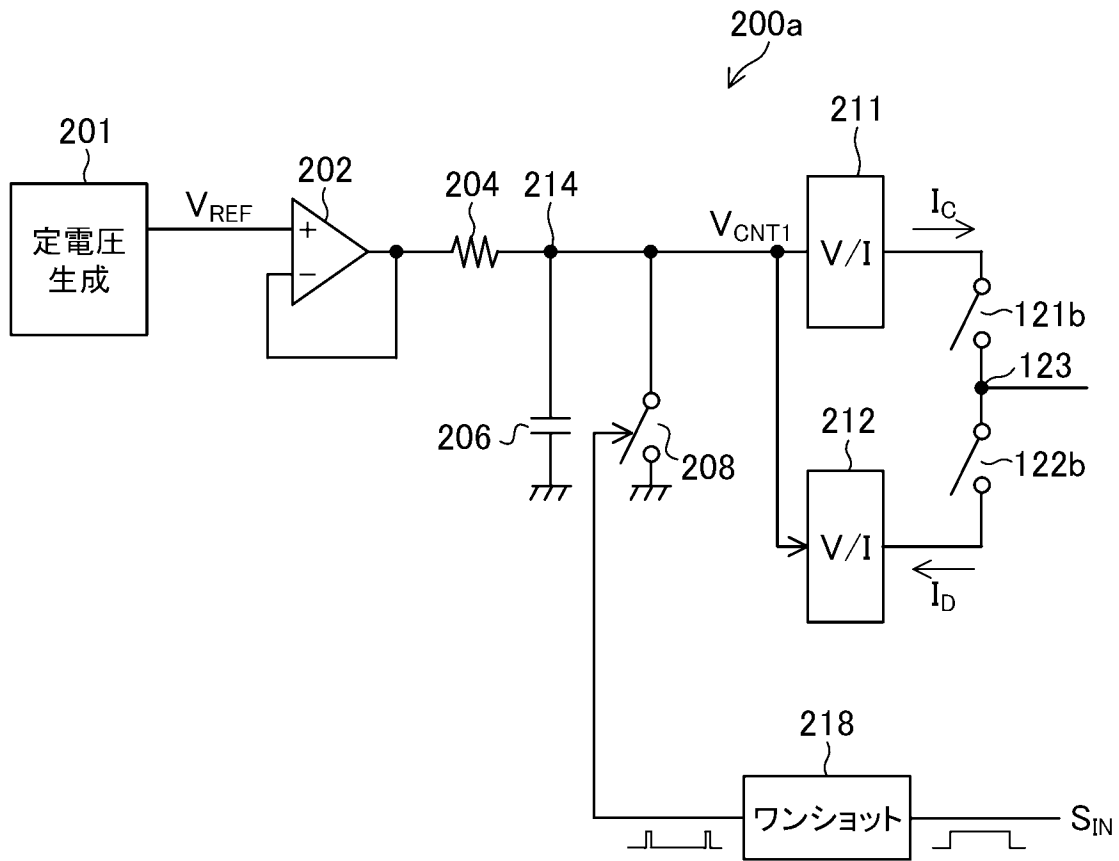 200a
201
定電圧
生成
V_REF
202
+
−
204
214
V_CNT1
211
V/I
I_C
121b
123
206
208
212
V/I
122b
I_D
218
ワンショット
S_IN